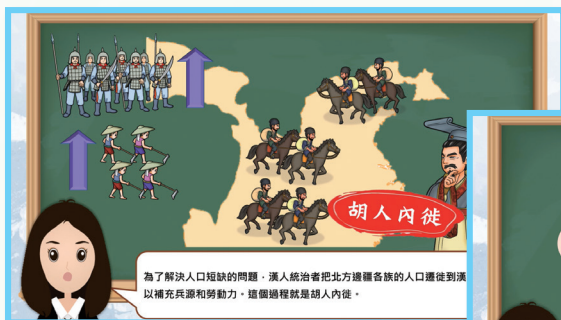 胡人內徙
為了解決人口短缺的問題，漢人統治者把北方邊疆各族的人口遷徙到漢
以補充兵源和勞動力。這個過程就是胡人內徙。